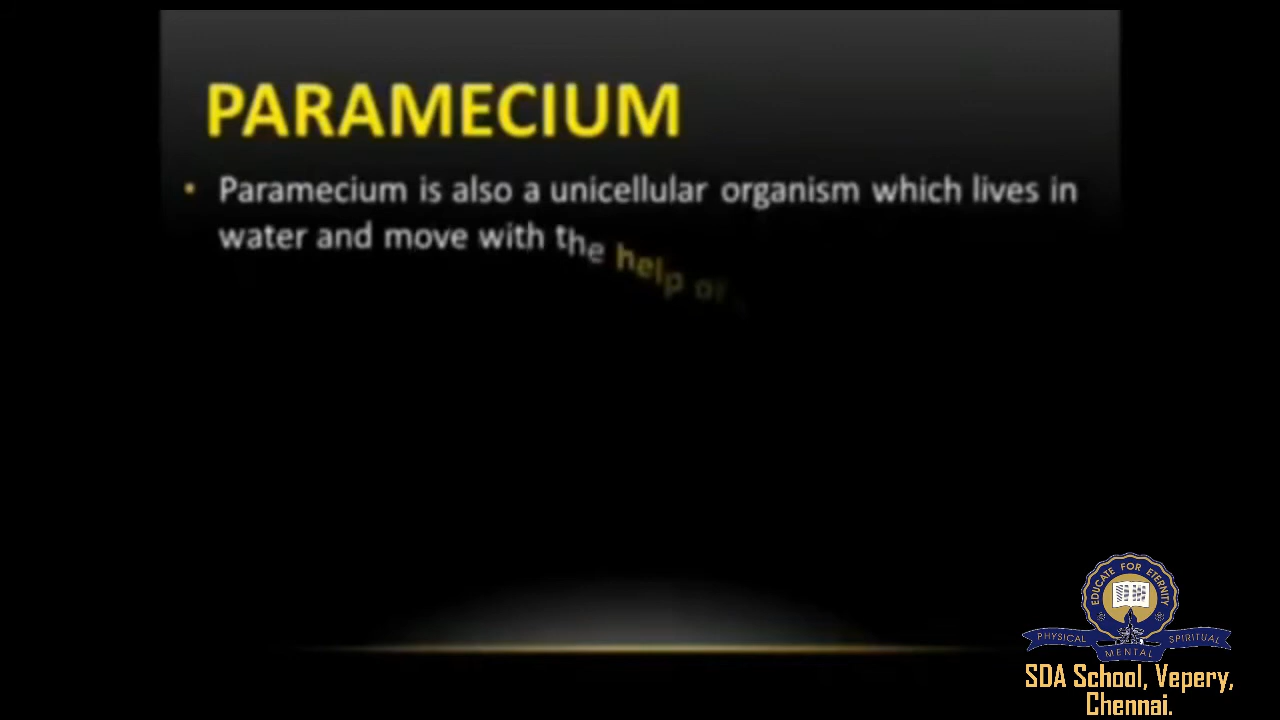 PARAMECIUM
• Paramecium is also a unicellular organism which lives in
water and move with the help of
EDUCATE FOR ETERNITY
PHYSICAL MENTAL SPIRITUAL
SDA School, Vepery,
Chennai.